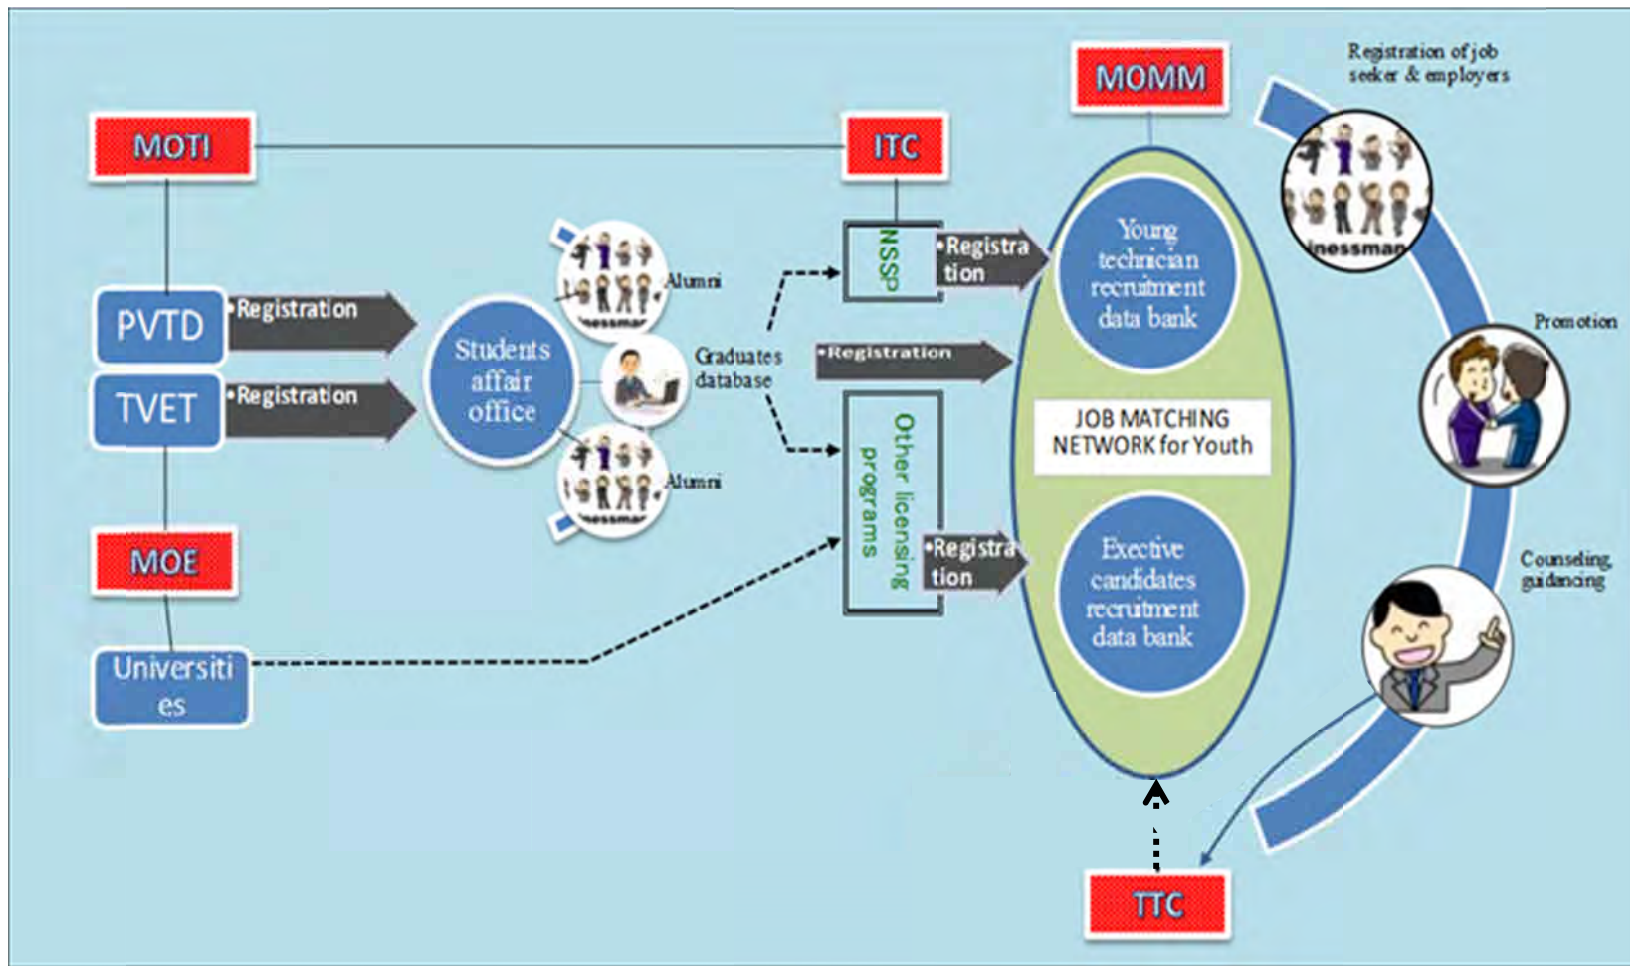 MOTI
PVTD
•Registration
TVET
•Registration
MOE
Universiti
es
Students
affair
office
Alumni
Graduates
database
Alumni
ITC
NSSP
•Registra
tion
•Registration
Other licensing
programs
•Registra
tion
MOMM
Young
technician
recruitment
data bank
JOB MATCHING
NETWORK for Youth
Exective
candidates
recruitment
data bank
TTC
Registration of job
seeker & employers
inessman
Promotion
Counseling,
guidancing